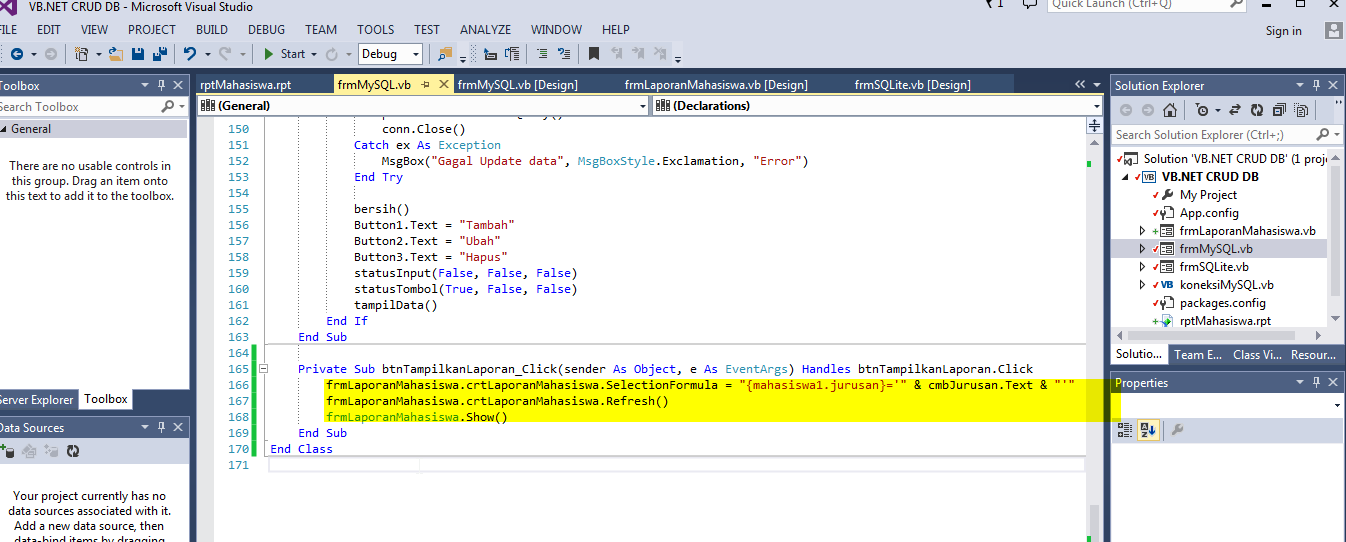 VB.NET CRUD DB - Microsoft Visual Studio
1
Quick Launch (Ctrl+Q)
FILE EDIT VIEW PROJECT BUILD DEBUG TEAM TOOLS TEST ANALYZE WINDOW HELP
Sign in
Start
Debug
Toolbox
Search Toolbox
General
There are no usable controls in
this group. Drag an item onto
this text to add it to the toolbox.
Server Explorer Toolbox
Data Sources
Your project currently has no
data sources associated with it.
Add a new data source, then
data-bind items by dragging
rptMahasiswa.rpt frmMySQL.vb frmMySQL.vb [Design] frmLaporanMahasiswa.vb [Design] frmSQLite.vb [Design]
(General) (Declarations)
150 conn.Close()
151 Catch ex As Exception
152 MsgBox("Gagal Update data", MsgBoxStyle.Exclamation, "Error")
153 End Try
154
155 bersih()
156 Button1.Text = "Tambah"
157 Button2.Text = "Ubah"
158 Button3.Text = "Hapus"
159 statusInput(False, False, False)
160 statusTombol(True, False, False)
161 tampilData()
162 End If
163 End Sub
164
165 Private Sub btnTampilkanLaporan_Click(sender As Object, e As EventArgs) Handles btnTampilkanLaporan.Click
166 frmLaporanMahasiswa.crtLaporanMahasiswa.SelectionFormula = "{mahasiswa1.jurusan}='" & cmbJurusan.Text & "'"
167 frmLaporanMahasiswa.crtLaporanMahasiswa.Refresh()
168 frmLaporanMahasiswa.Show()
169 End Sub
170 End Class
171
Solution Explorer
Search Solution Explorer (Ctrl+;)
Solution 'VB.NET CRUD DB' (1 proj
VB VB.NET CRUD DB
My Project
App.config
frmLaporanMahasiswa.vb
frmMySQL.vb
frmSQLite.vb
VB koneksiMySQL.vb
packages.config
rptMahasiswa.rpt
Solutio... Team E... Class Vi... Resour...
Properties